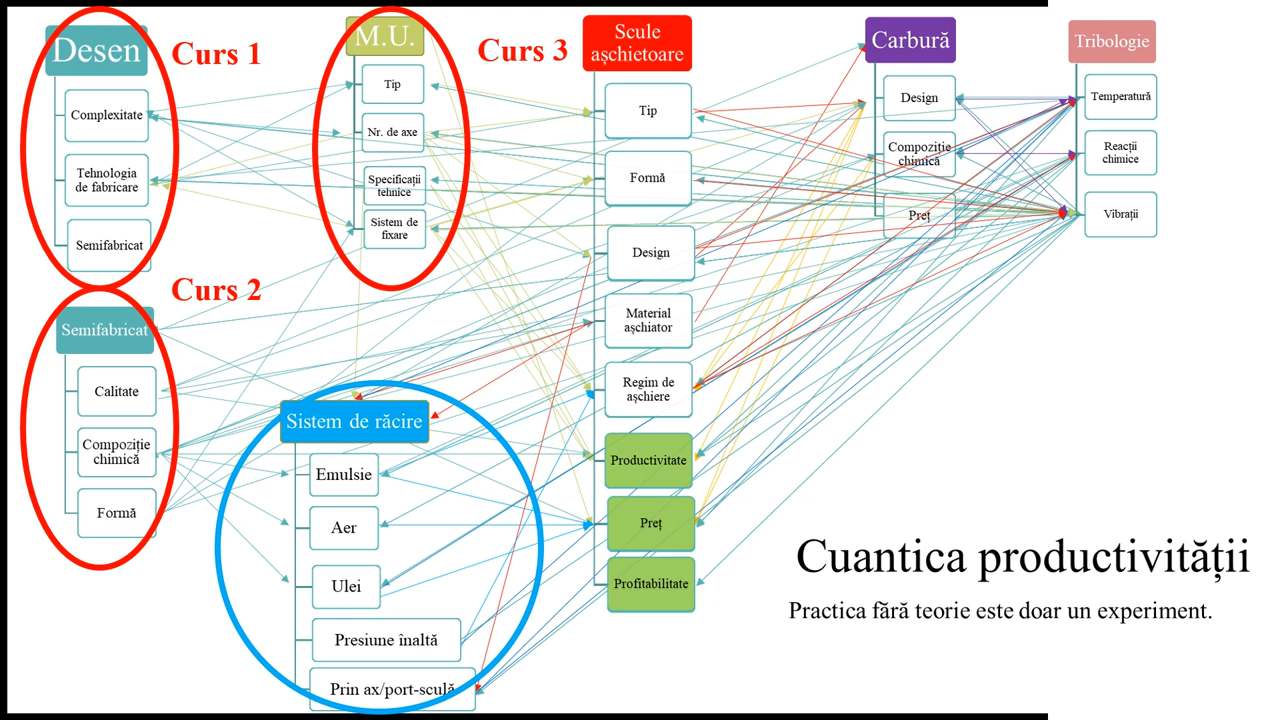 Desen
Curs 1
Complexitate
Tehnologia
de fabricare
Semifabricat
Curs 2
Semifabricat
Calitate
Compoziție
chimică
Formă
M.U.
Tip
Nr. de axe
Specificații
tehnice
Sistem de
fixare
Curs 3
Sistem de răcire
Emulsie
Aer
Ulei
Presiune înaltă
Prin ax/port-sculă
Scule
așchietoare
Tip
Formă
Design
Material
așchiator
Regim de
așchiere
Productivitate
Preț
Profitabilitate
Carbură
Design
Compoziție
chimică
Preț
Tribologie
Temperatură
Reacții
chimice
Vibrații
Cuantica productivității
Practica fără teorie este doar un experiment.